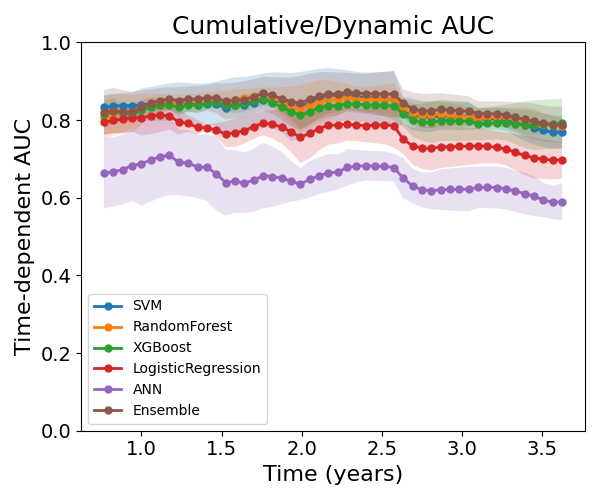 Cumulative/Dynamic AUC
Time-dependent AUC
1.0
0.8
0.6
0.4
0.2
0.0
SVM
RandomForest
XGBoost
LogisticRegression
ANN
Ensemble
1.0 1.5 2.0 2.5 3.0 3.5
Time (years)